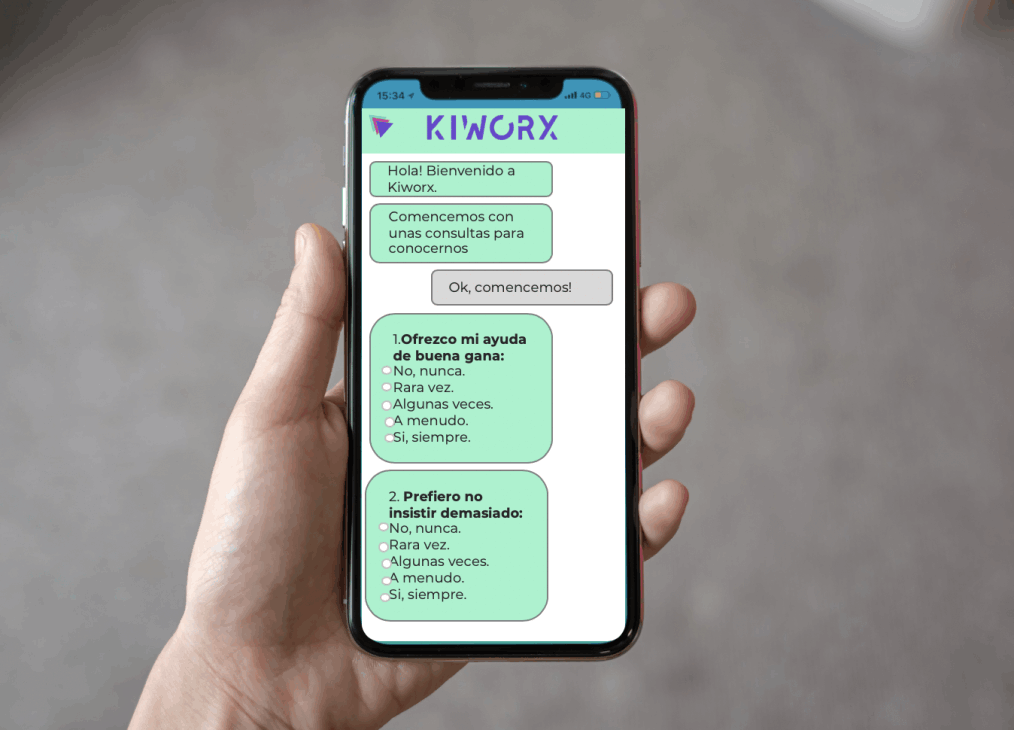 15:34
4G
KIWORX
Hola! Bienvenido a
Kiworx.
Comencemos con
unas consultas para
conocernos
Ok, comencemos!
1.Ofrezco mi ayuda
de buena gana:
No, nunca.
Rara vez.
Algunas veces.
A menudo.
Si, siempre.
2. Prefiero no
insistir demasiado:
No, nunca.
Rara vez.
Algunas veces.
A menudo.
Si, siempre.